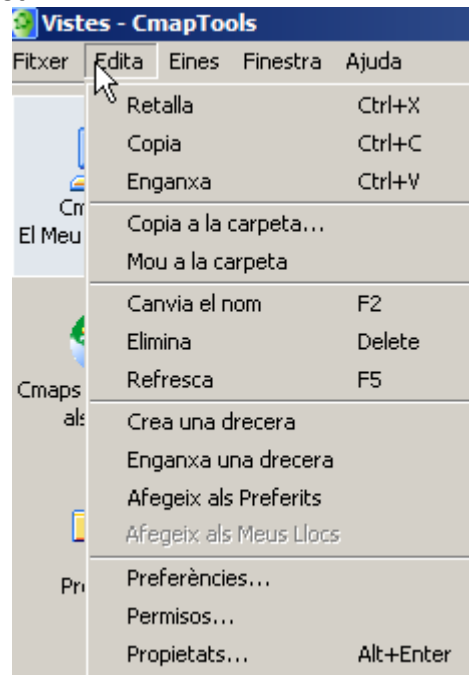 Vistes - CmapTools
Fitxer Edita Eines Finestra Ajuda
Retalla Ctrl+X
Copia Ctrl+C
Enganxa Ctrl+V
El Meu
Copia a la carpeta...
Mou a la carpeta
Canvia el nom F2
Elimina Delete
Refresca F5
Cmaps
als
Crea una drecera
Enganxa una drecera
Afegeix als Preferits
Afegeix als Meus Llocs
Preferències...
Permisos...
Propietats... Alt+Enter